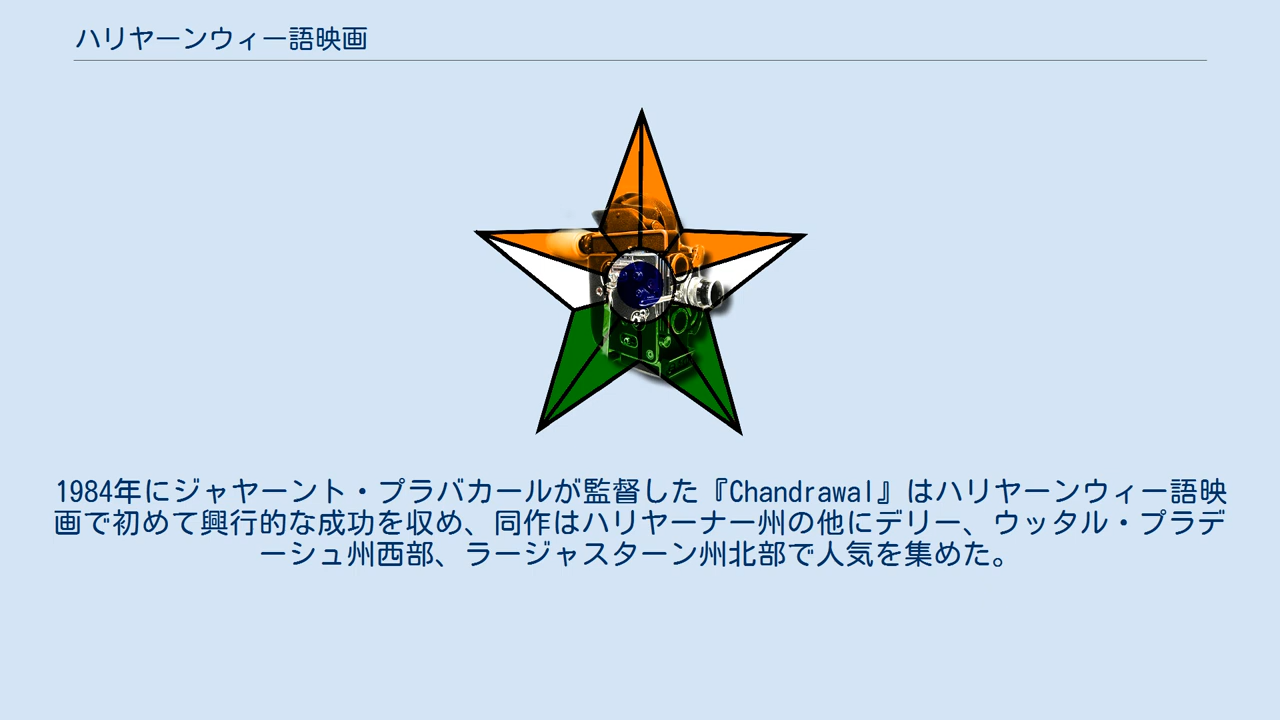 ハリヤーンウィー語映画
1984年にジャヤーント・プラバカールが監督した『Chandrawal』はハリヤーンウィー語映
画で初めて興行的な成功を収め、同作はハリヤーナー州の他にデリー、ウッタル・プラデ
ーシュ州西部、ラージャスターン州北部で人気を集めた。